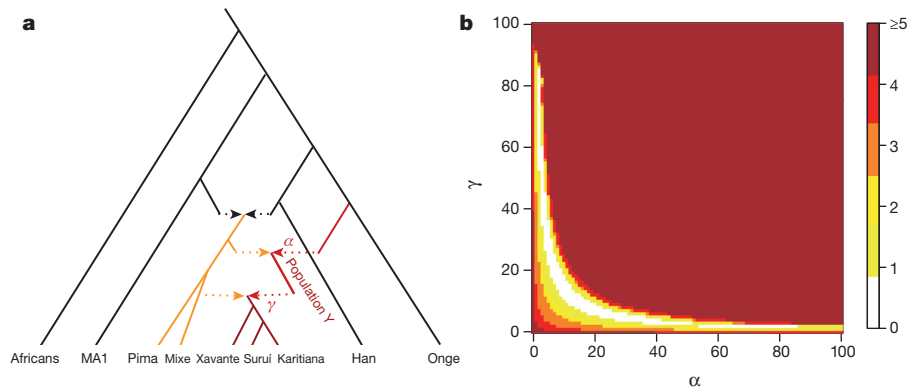 a
α
Population Y
γ
Africans MA1 Pima Mixe Xavante Suruí Karitiana Han Onge
b
100
80
60
40
20
0
γ
0 20 40 60 80 100
α
≥5
4
3
2
1
0